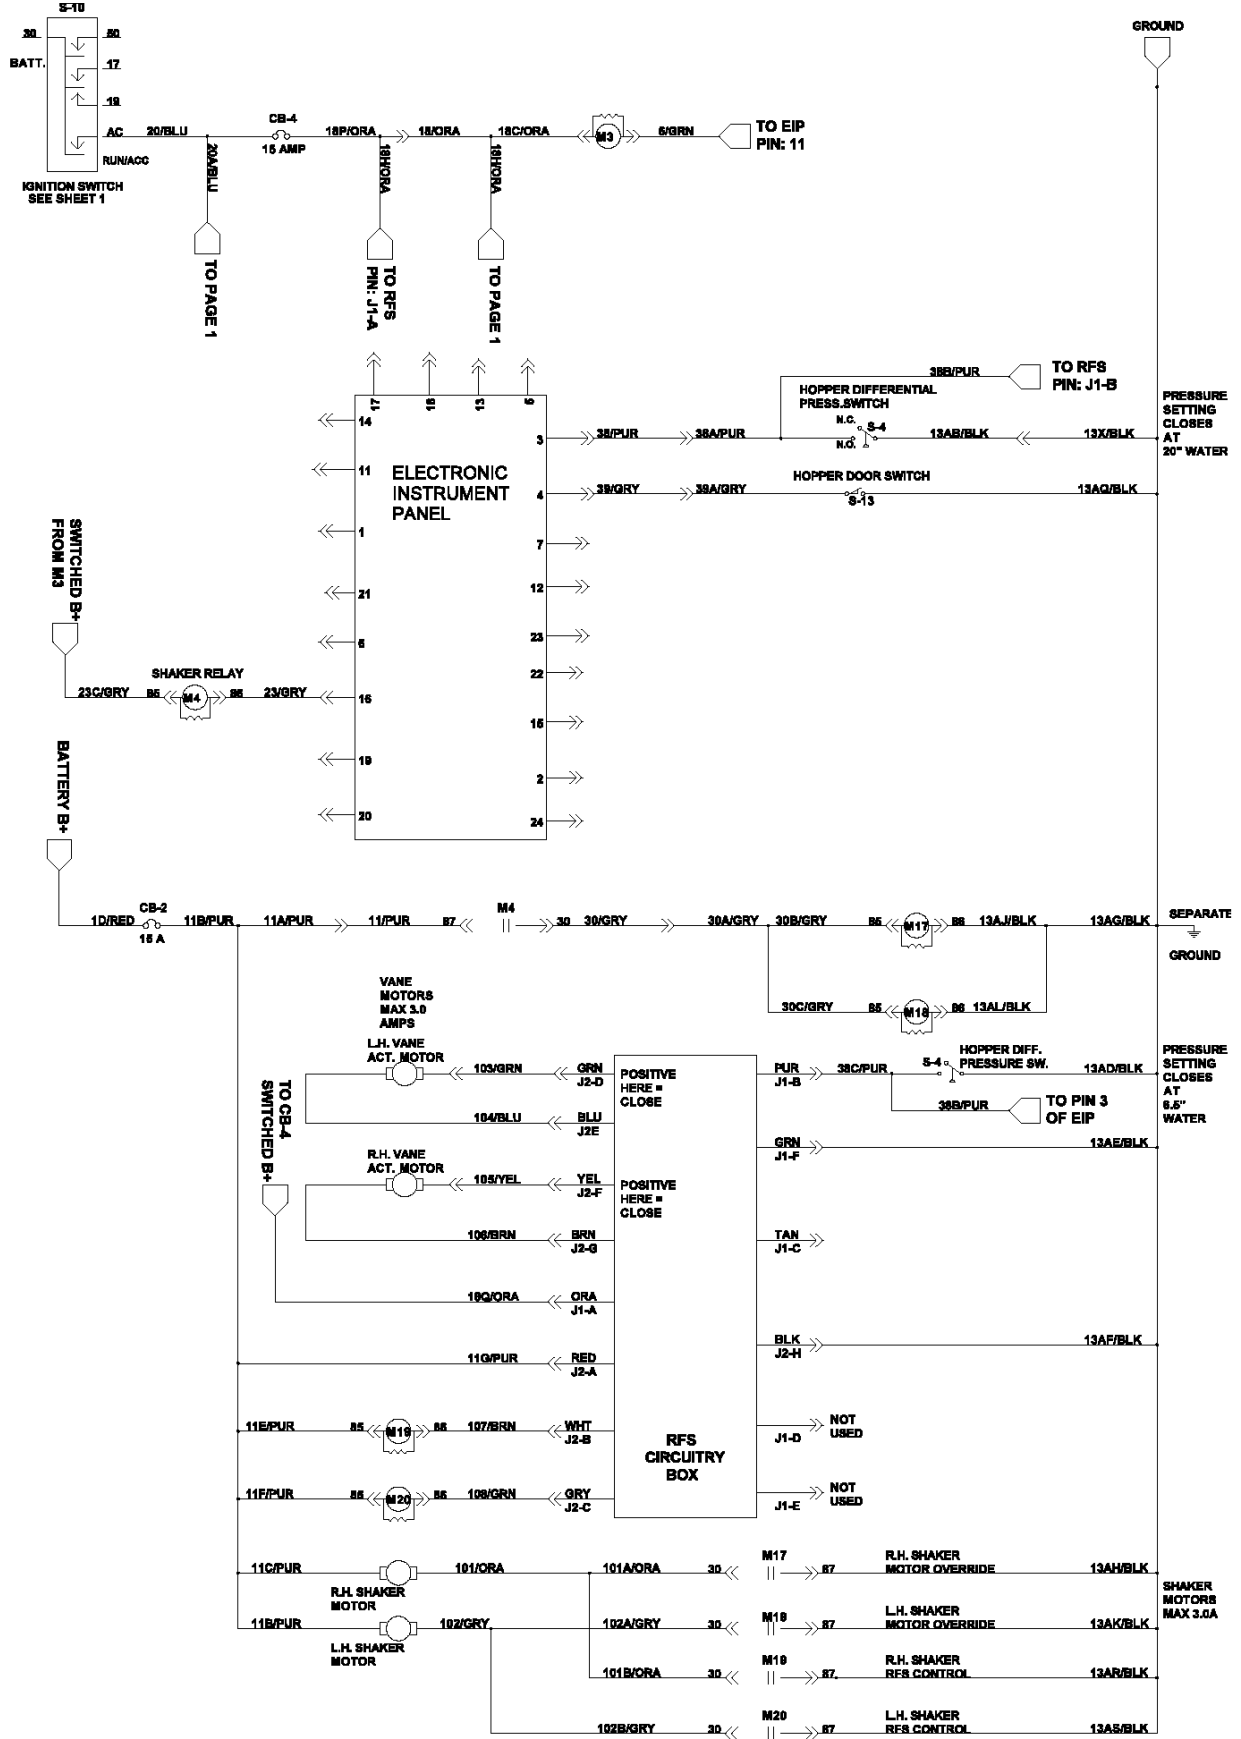 S-10
30
50
BATT.
17
19
AC
RUN/ACC
IGNITION SWITCH
SEE SHEET 1
20/BLU
20A/BLU
CB-4
15 AMP
18P/ORA
18/ORA
18C/ORA
18H/ORA
18H/ORA
M3
5/GRN
TO EIP
PIN: 11
GROUND
TO PAGE 1
TO RFS
PIN: J1-A
TO PAGE 1
17
18
13
5
14
11
1
21
6
16
19
20
ELECTRONIC
INSTRUMENT
PANEL
3
4
7
12
23
22
15
2
24
38/PUR
38A/PUR
38B/PUR
TO RFS
PIN: J1-B
HOPPER DIFFERENTIAL
PRESS.SWITCH
N.C.
S-4
N.O.
13AB/BLK
13X/BLK
PRESSURE
SETTING
CLOSES
AT
20" WATER
39/GRY
39A/GRY
HOPPER DOOR SWITCH
S-13
13AQ/BLK
SWITCHED B+
FROM M3
SHAKER RELAY
23C/GRY
85
M4
86
23/GRY
BATTERY B+
1D/RED
CB-2
15 A
11B/PUR
11A/PUR
11/PUR
87
M4
30
30/GRY
30A/GRY
30B/GRY
85
M17
86
13AJ/BLK
13AG/BLK
SEPARATE
GROUND
30C/GRY
85
M18
86
13AL/BLK
VANE
MOTORS
MAX 3.0
AMPS
L.H. VANE
ACT. MOTOR
103/GRN
GRN
J2-D
POSITIVE
HERE =
CLOSE
104/BLU
BLU
J2E
R.H. VANE
ACT. MOTOR
105/YEL
YEL
J2-F
POSITIVE
HERE =
CLOSE
106/BRN
BRN
J2-G
TO CB-4
SWITCHED B+
18Q/ORA
ORA
J1-A
11G/PUR
RED
J2-A
11E/PUR
85
M19
86
107/BRN
WHT
J2-B
11F/PUR
85
M20
86
108/GRN
GRY
J2-C
RFS
CIRCUITRY
BOX
PUR
J1-B
38C/PUR
S-4
HOPPER DIFF.
PRESSURE SW.
13AD/BLK
PRESSURE
SETTING
CLOSES
AT
6.5"
WATER
38B/PUR
TO PIN 3
OF EIP
GRN
J1-F
13AE/BLK
TAN
J1-C
BLK
J2-H
13AF/BLK
J1-D
NOT
USED
J1-E
NOT
USED
11C/PUR
R.H. SHAKER
MOTOR
101/ORA
101A/ORA
30
M17
87
R.H. SHAKER
MOTOR OVERRIDE
13AH/BLK
SHAKER
MOTORS
MAX 3.0A
11B/PUR
L.H. SHAKER
MOTOR
102/GRY
102A/GRY
30
M18
87
L.H. SHAKER
MOTOR OVERRIDE
13AK/BLK
101B/ORA
30
M19
87
R.H. SHAKER
RFS CONTROL
13AR/BLK
102B/GRY
30
M20
87
L.H. SHAKER
RFS CONTROL
13AS/BLK